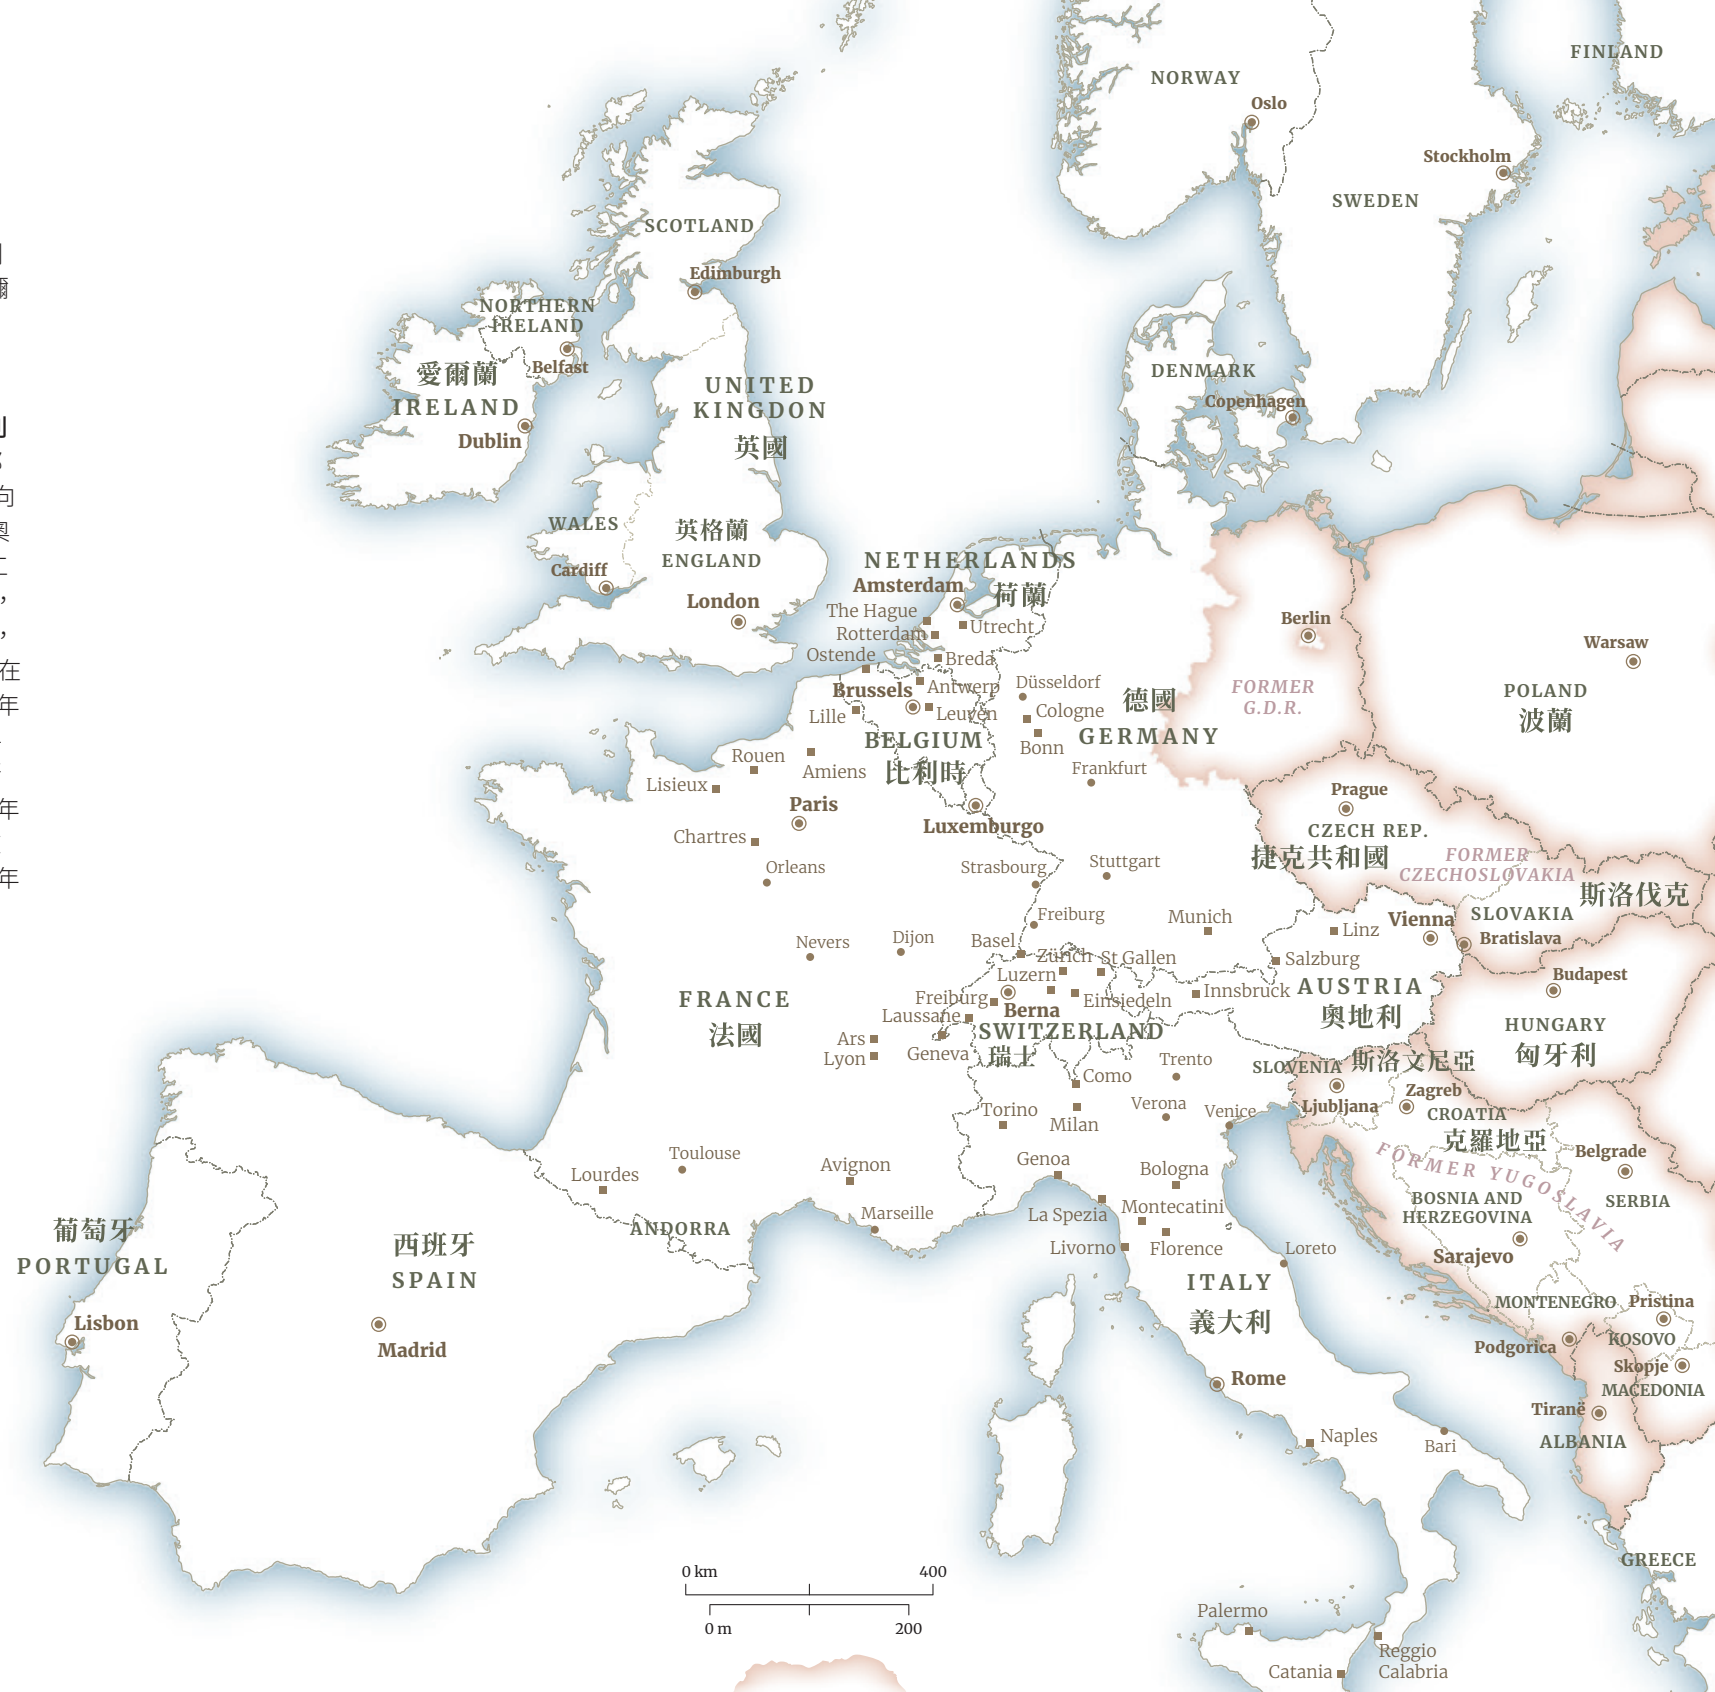 向
在
年
年
年
NORWAY
Oslo
FINLAND
Stockholm
SWEDEN
SCOTLAND
Edimburgh
NORTHERN
IRELAND
Belfast
愛爾蘭
IRELAND
Dublin
UNITED
KINGDOM
英國
DENMARK
Copenhagen
WALES
英格蘭
ENGLAND
Cardiff
London
NETHERLANDS
Amsterdam
荷蘭
The Hague
Rotterdam
Utrecht
Ostende
Breda
Brussels
Antwerp
Lille
Leuven
BELGIUM
比利時
Luxemburgo
Düsseldorf
Cologne
Bonn
德國
GERMANY
Frankfurt
Berlin
FORMER
G.D.R.
Warsaw
POLAND
波蘭
Rouen
Amiens
Lisieux
Paris
Chartres
Orleans
Strasbourg
Stuttgart
Freiburg
Munich
Prague
CZECH REP.
捷克共和國
FORMER
CZECHOSLOVAKIA
斯洛伐克
SLOVAKIA
Bratislava
Vienna
Linz
Salzburg
AUSTRIA
奧地利
Innsbruck
Budapest
HUNGARY
匈牙利
Nevers
Dijon
Basel
Zürich
St Gallen
Luzern
Einsiedeln
Freiburg
Berna
Laussane
SWITZERLAND
瑞士
Geneva
FRANCE
法國
Ars
Lyon
Como
Trento
Torino
Milan
Verona
Venice
SLOVENIA
斯洛文尼亞
Ljubljana
Zagreb
CROATIA
克羅地亞
FORMER YUGOSLAVIA
Belgrade
SERBIA
BOSNIA AND
HERZEGOVINA
Sarajevo
MONTENEGRO
Pristina
KOSOVO
Podgorica
Skopje
MACEDONIA
Tiranë
ALBANIA
GREECE
Toulouse
Lourdes
Avignon
Marseille
ANDORRA
Genoa
Bologna
La Spezia
Montecatini
Livorno
Florence
Loreto
ITALY
義大利
Rome
Naples
Bari
葡萄牙
PORTUGAL
Lisbon
西班牙
SPAIN
Madrid
0 km 400
0 m 200
Palermo
Reggio
Calabria
Catania